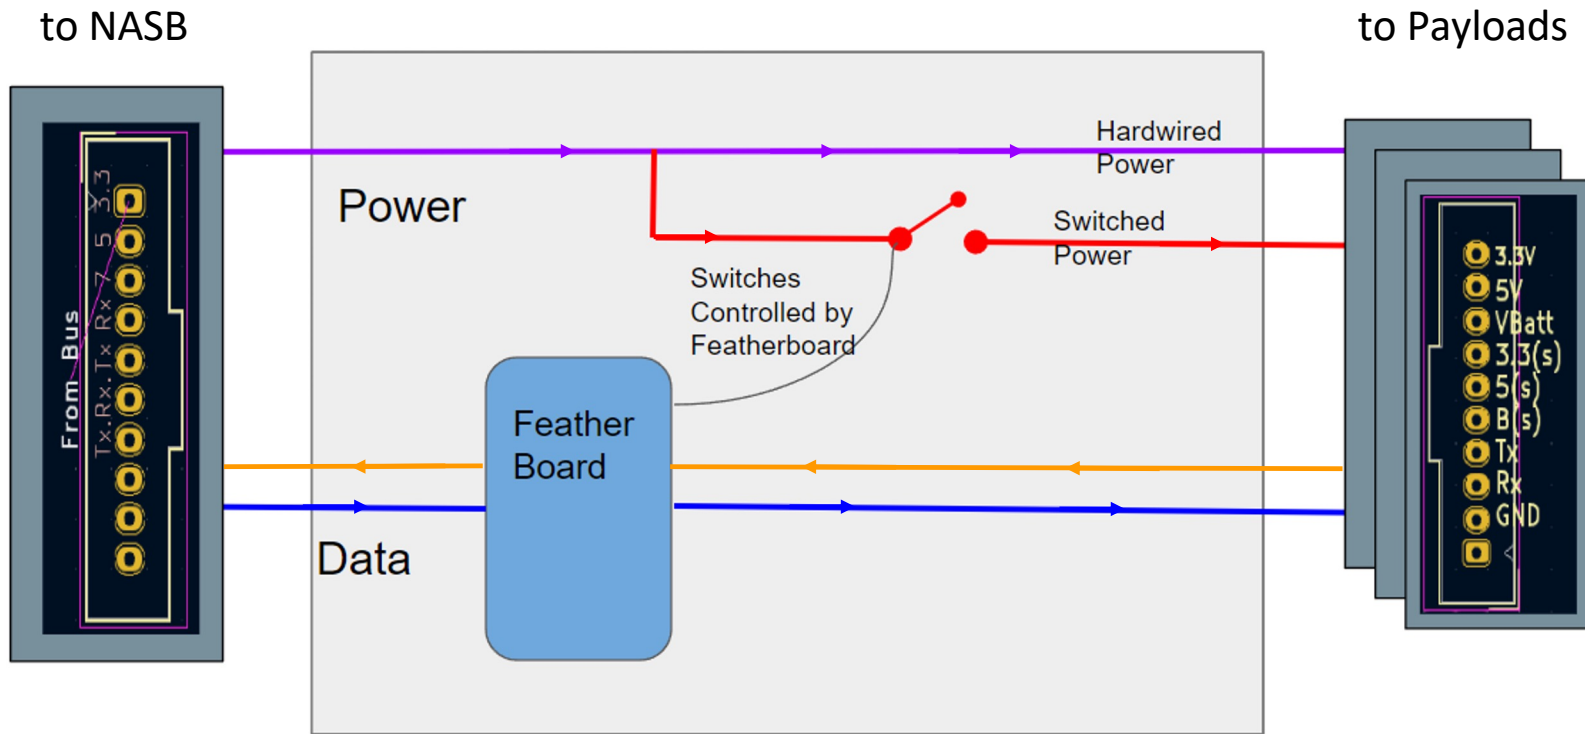 to NASB
to Payloads
Hardwired
Power
Power
Switched
Power
Switches
Controlled by
Featherboard
Feather
Board
Data
From Bus
3.3
5
7
Rx
Tx
Rx.
Tx.
3.3V
5V
VBatt
3.3(s)
5(s)
B(s)
Tx
Rx
GND